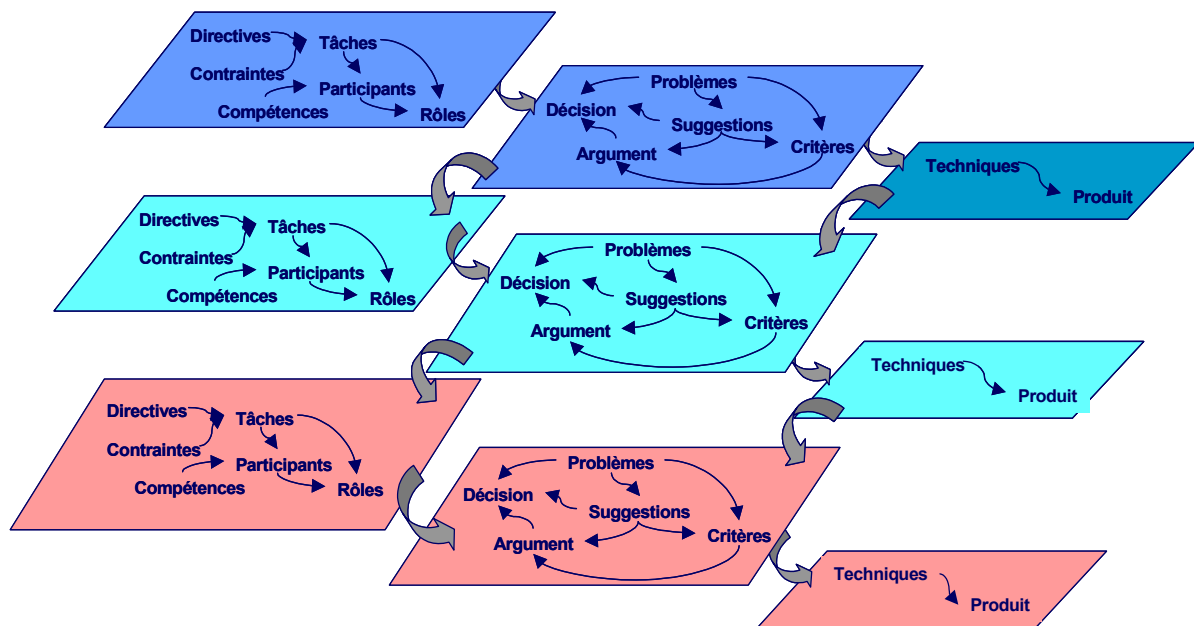 Directives
Tâches
Contraintes
Participants
Compétences
Rôles
Problèmes
Décision
Suggestions
Argument
Critères
Techniques
Produit
Directives
Tâches
Contraintes
Participants
Compétences
Rôles
Problèmes
Décision
Suggestions
Argument
Critères
Techniques
Produit
Directives
Tâches
Contraintes
Participants
Compétences
Rôles
Problèmes
Décision
Suggestions
Argument
Critères
Techniques
Produit